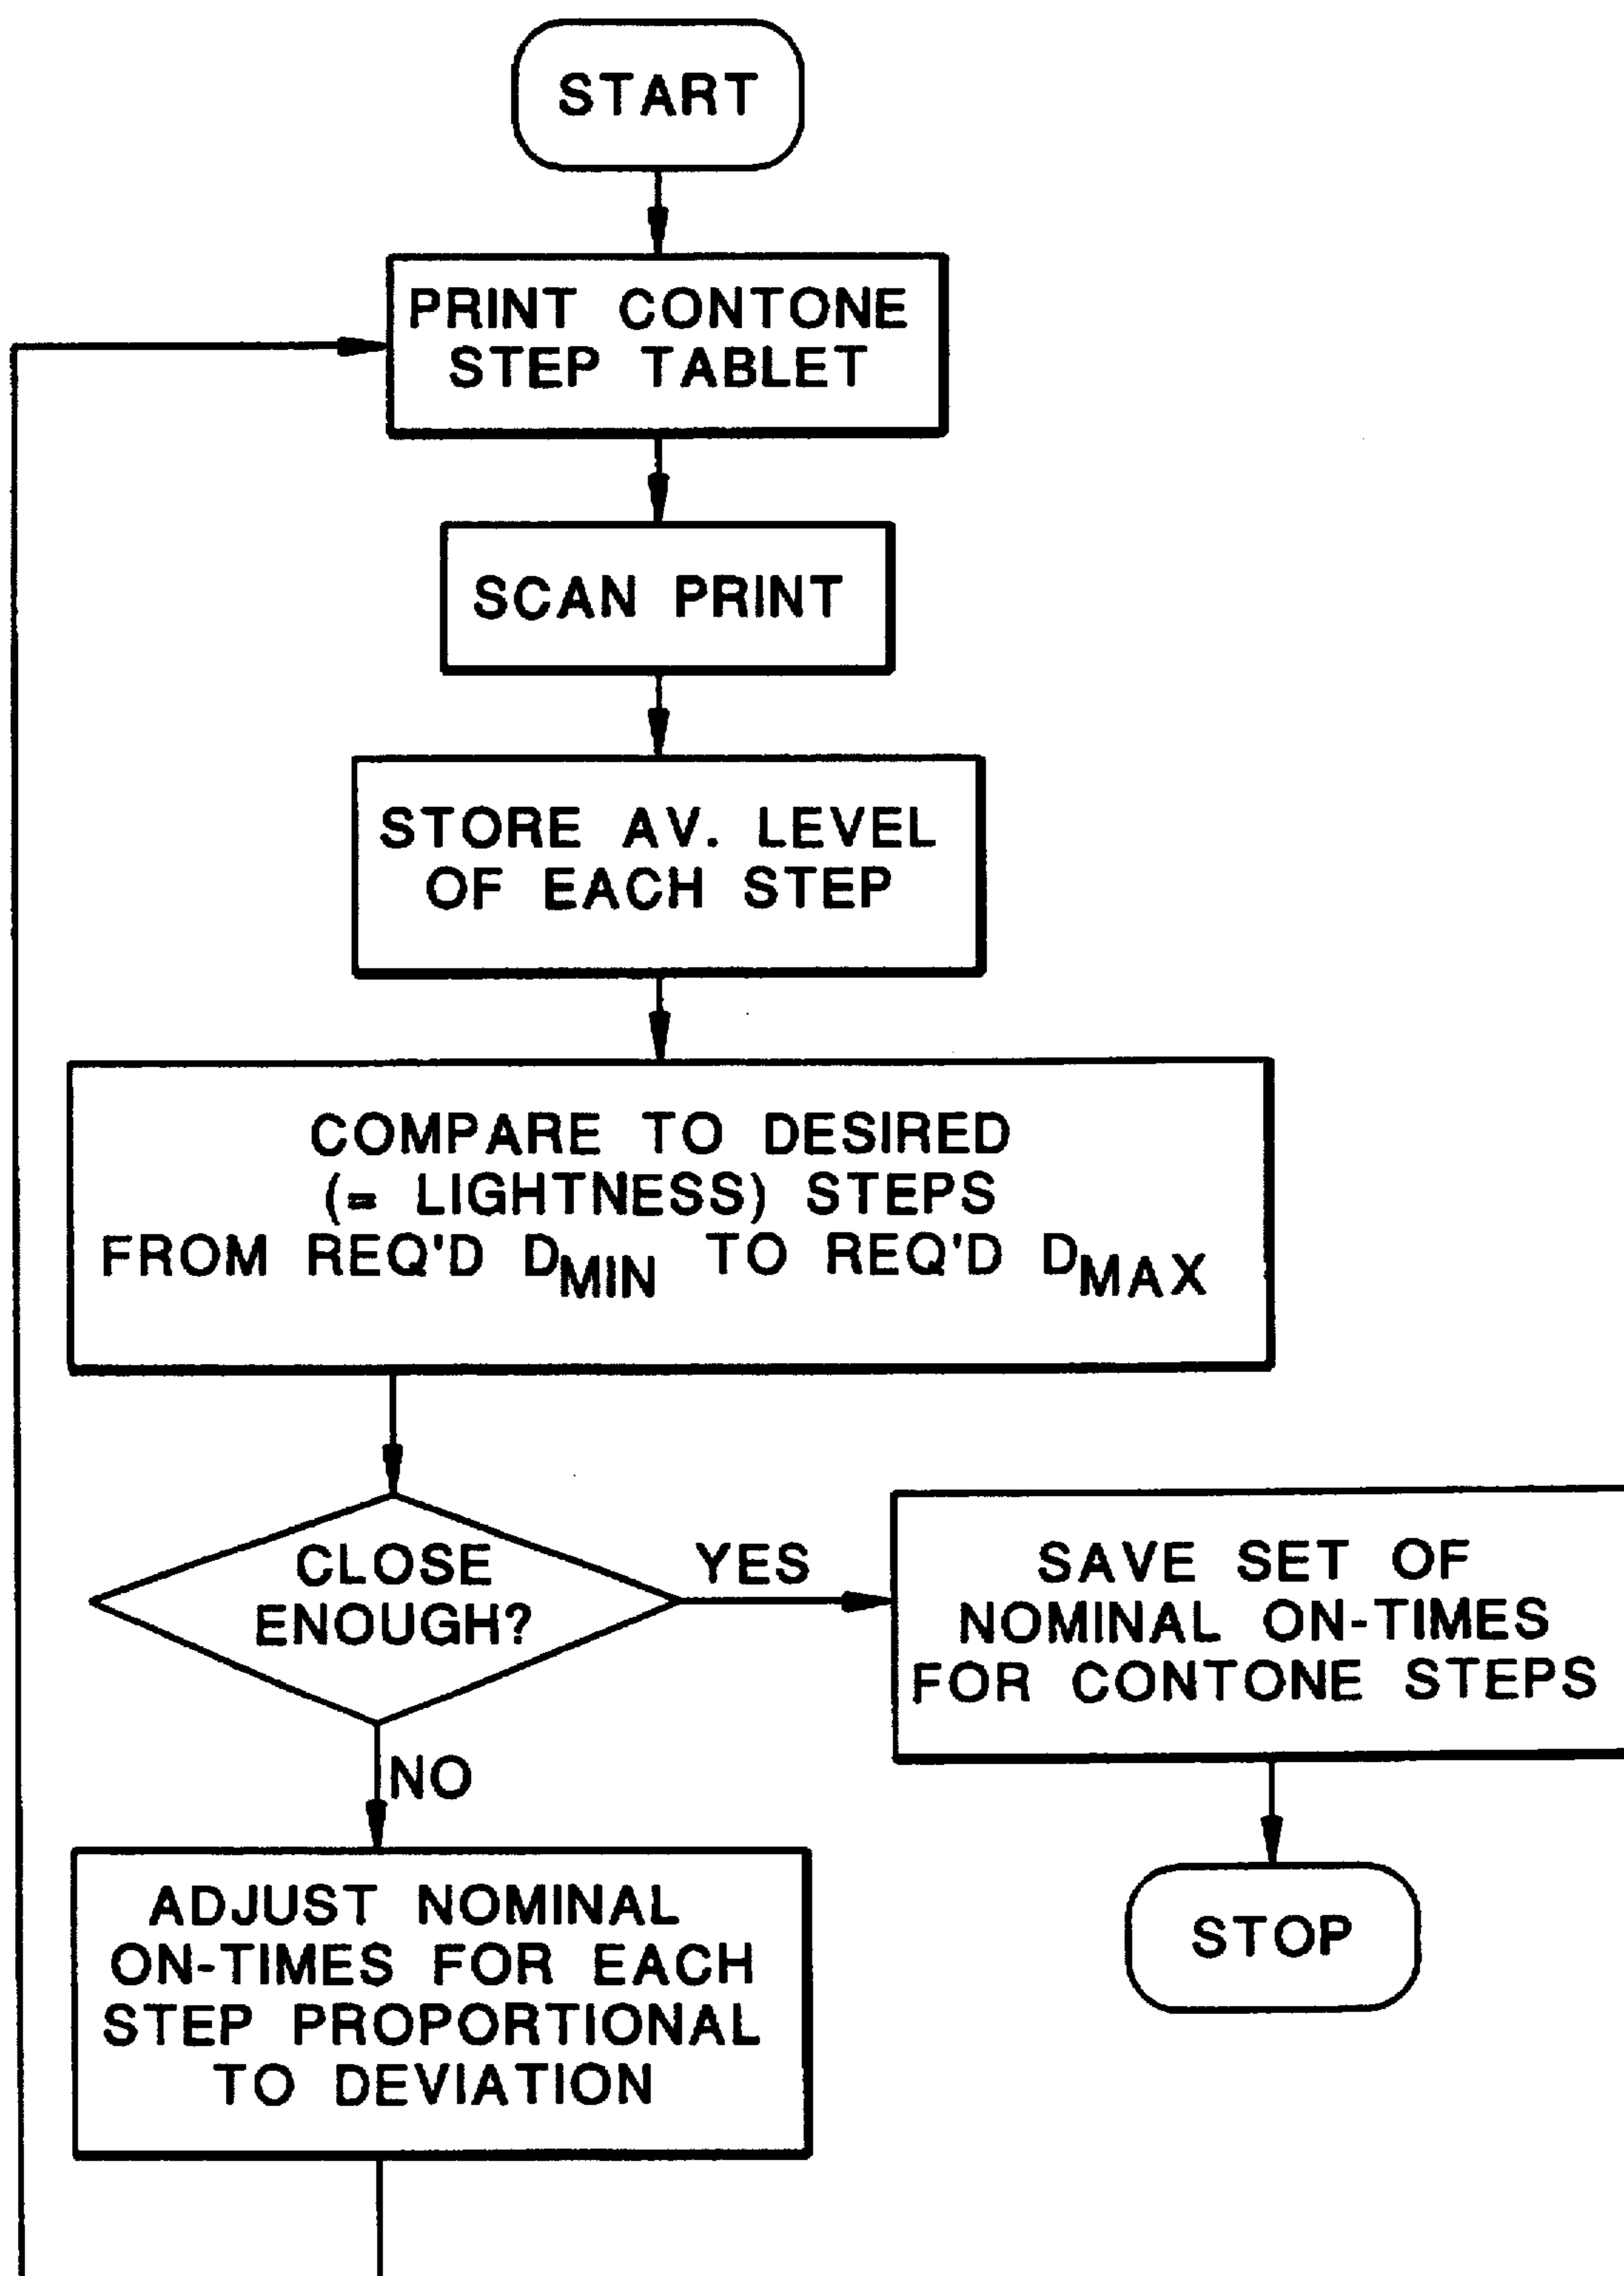 START
PRINT CONTONE
STEP TABLET
SCAN PRINT
STORE AV. LEVEL
OF EACH STEP
COMPARE TO DESIRED
(= LIGHTNESS) STEPS
FROM REQ'D DMIN TO REQ'D DMAX
CLOSE
ENOUGH?
YES
SAVE SET OF
NOMINAL ON-TIMES
FOR CONTONE STEPS
NO
ADJUST NOMINAL
ON-TIMES FOR EACH
STEP PROPORTIONAL
TO DEVIATION
STOP